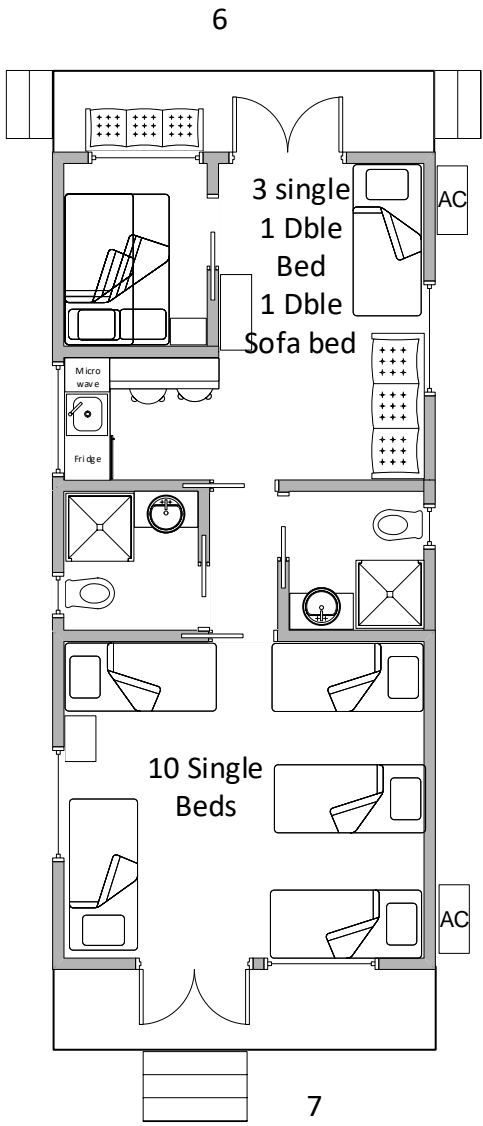 6
3 single
1 Dble
Bed
1 Dble
Sofa bed
AC
Micro
wave
Fridge
10 Single
Beds
AC
7